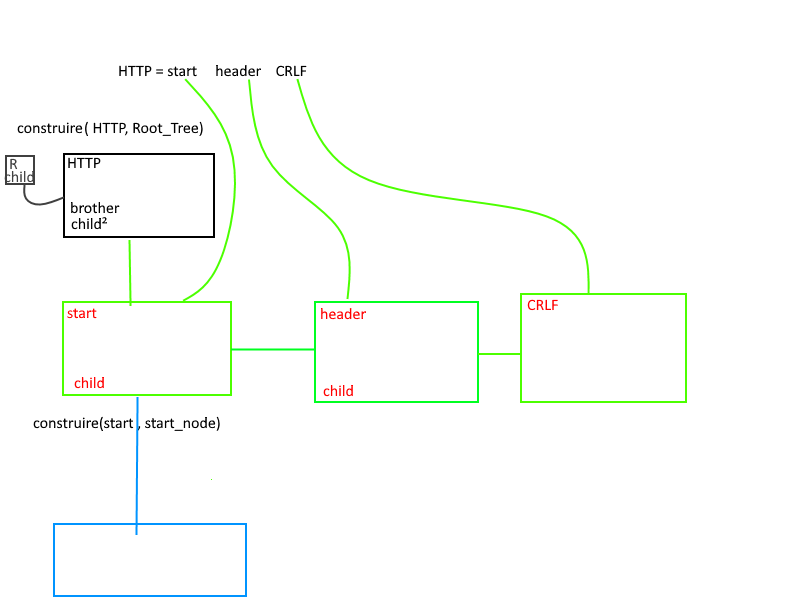 HTTP = start header CRLF
construire( HTTP, Root_Tree)
R
child
HTTP
brother
child²
start
child
header
child
CRLF
construire(start , start_node)